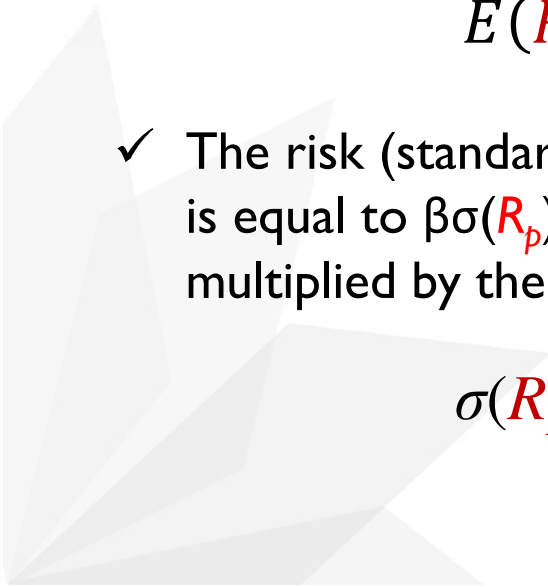 E(
✓ The risk (standar
is equal to βσ(Rₚ)
multiplied by the
σ(R